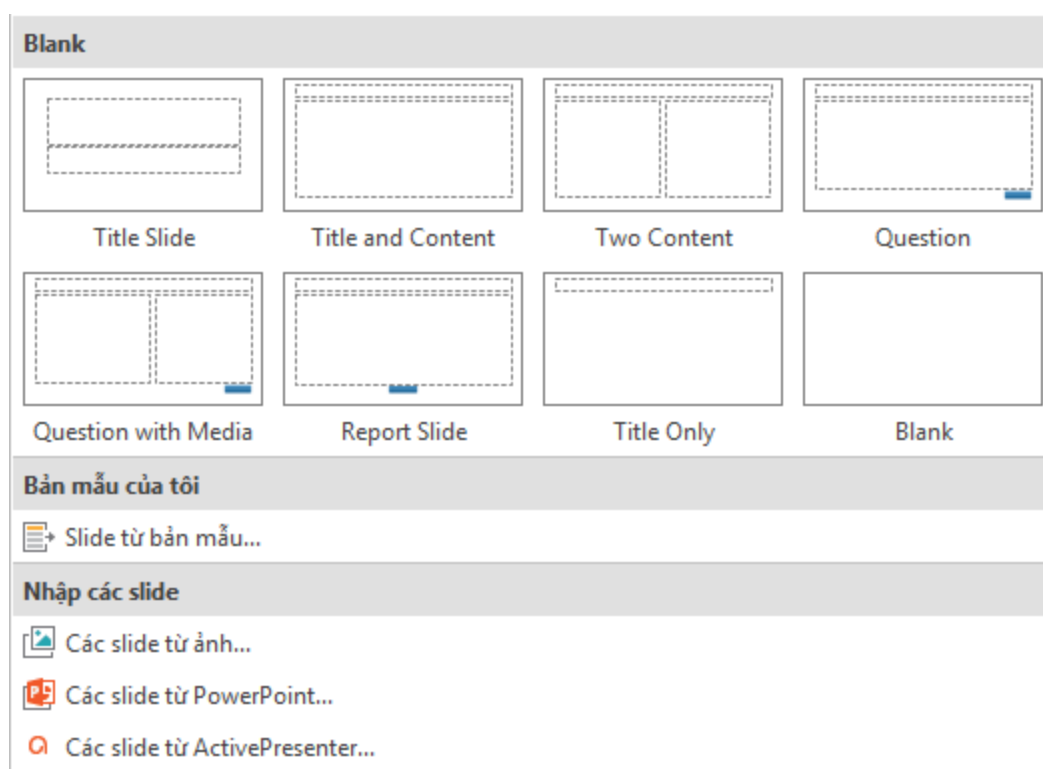 Blank
Title Slide
Title and Content
Two Content
Question
Question with Media
Report Slide
Title Only
Blank
Bản mẫu của tôi
Slide từ bản mẫu...
Nhập các slide
Các slide từ ảnh...
Các slide từ PowerPoint...
Các slide từ ActivePresenter...